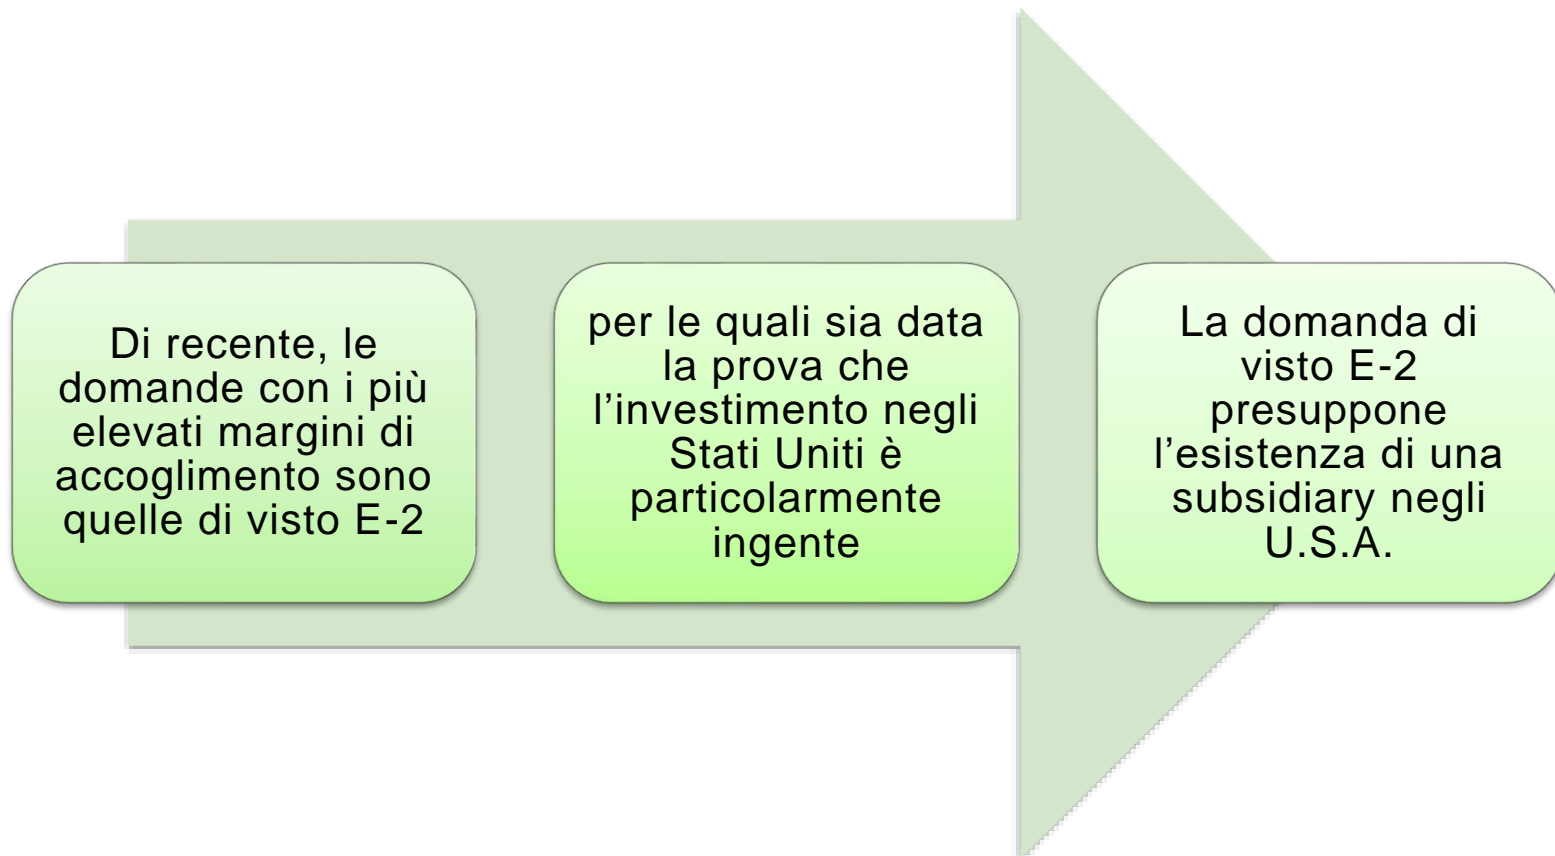 Di recente, le
domande con i più
elevati margini di
accoglimento sono
quelle di visto E-2
per le quali sia data
la prova che
l’investimento negli
Stati Uniti è
particolarmente
ingente
La domanda di
visto E-2
presuppone
l’esistenza di una
subsidiary negli
U.S.A.